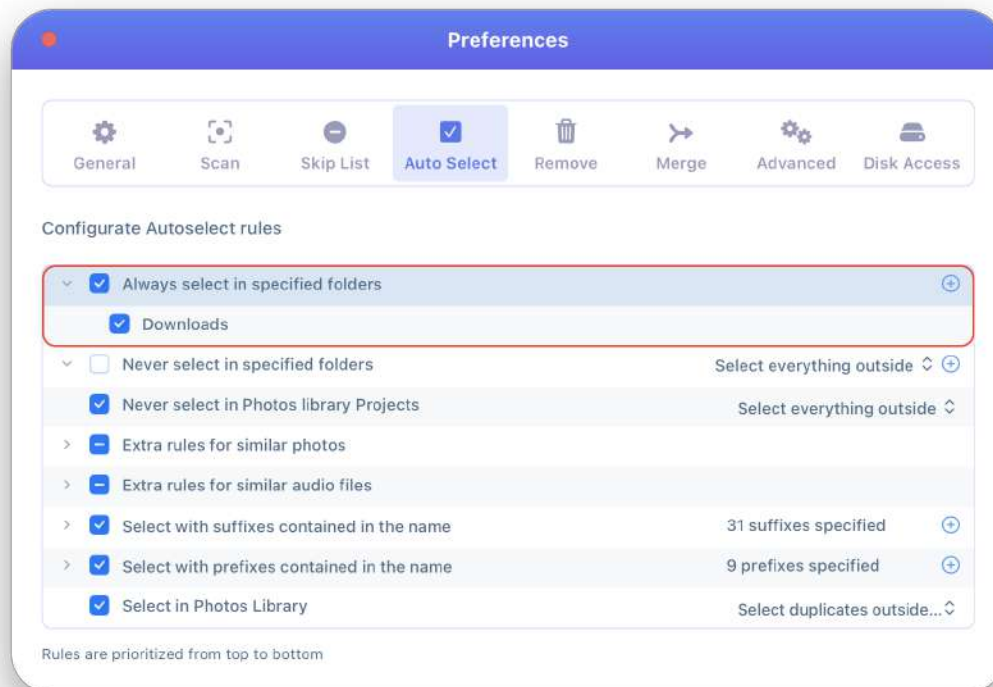 Preferences
General Scan Skip List Auto Select Remove Merge Advanced Disk Access
Configurate Autoselect rules
Always select in specified folders
Downloads
Never select in specified folders Select everything outside
Never select in Photos library Projects Select everything outside
Extra rules for similar photos
Extra rules for similar audio files
Select with suffixes contained in the name 31 suffixes specified
Select with prefixes contained in the name 9 prefixes specified
Select in Photos Library Select duplicates outside...
Rules are prioritized from top to bottom